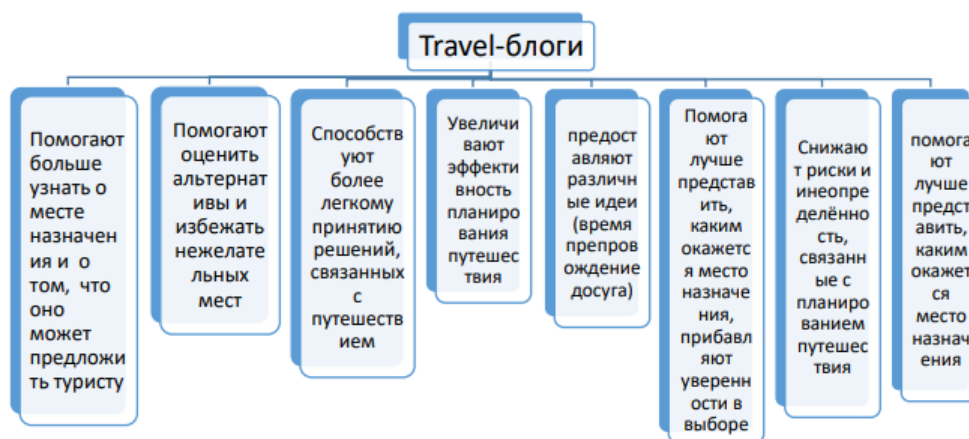 Travel-блоги
Помогают
больше
узнать о
месте
назначен
ия и о
том, что
оно
может
предложи
ть туристу
Помогают
оценить
альтернат
ивы и
избежать
нежелате
льных
мест
Способств
уют
более
легкому
принятию
решений,
связанных
с
путешеств
ием
Увеличи
вают
эффекти
вность
планиро
вания
путешес
твия
предост
авляют
различн
ые идеи
(время
препров
ождение
досуга)
Помога
ют
лучше
представ
ить,
каким
окажетс
я место
назначе
ния,
прибавл
яют
уверенн
ости в
выборе
Снижаю
т риски и
инеопре
делённо
сть,
связанн
ые с
планиро
ванием
путешес
твия
помога
ют
лучше
предст
авить,
каким
окажет
ся
место
назнач
ения